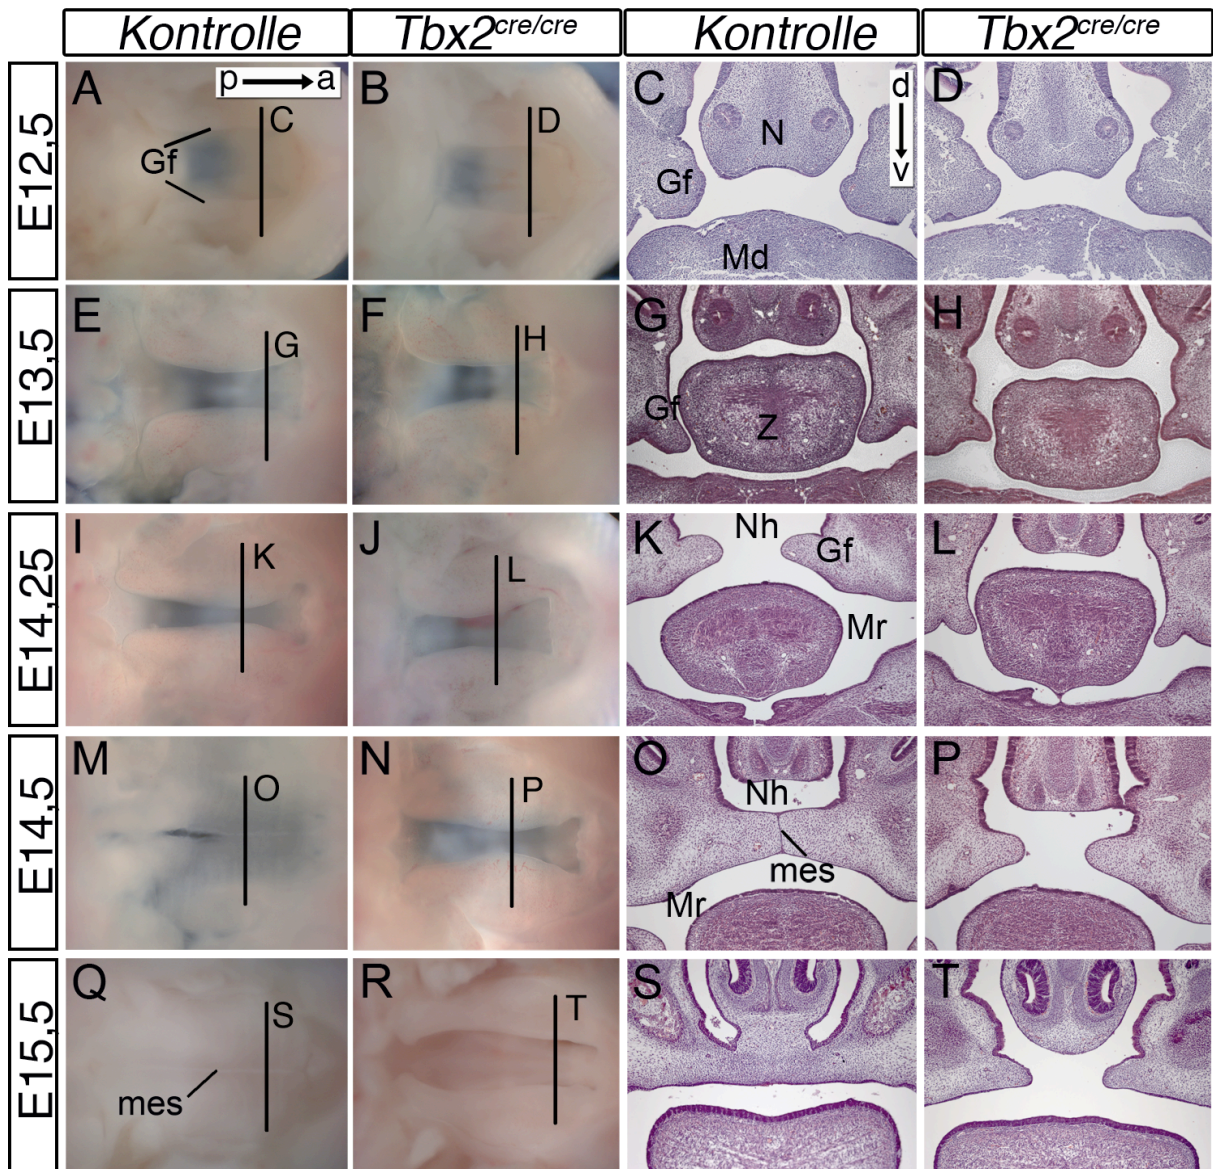 Kontrolle Tbx2cre/cre Kontrolle Tbx2cre/cre
E12,5
A p a C Gf
B D
C N Gf Md d v
D
E13,5
E G
F H
G Gf Z
H
E14,25
I K
J L
K Nh Gf Mr
L
E14,5
M O
N P
O Nh mes Mr
P
E15,5
Q S mes
R T
S
T